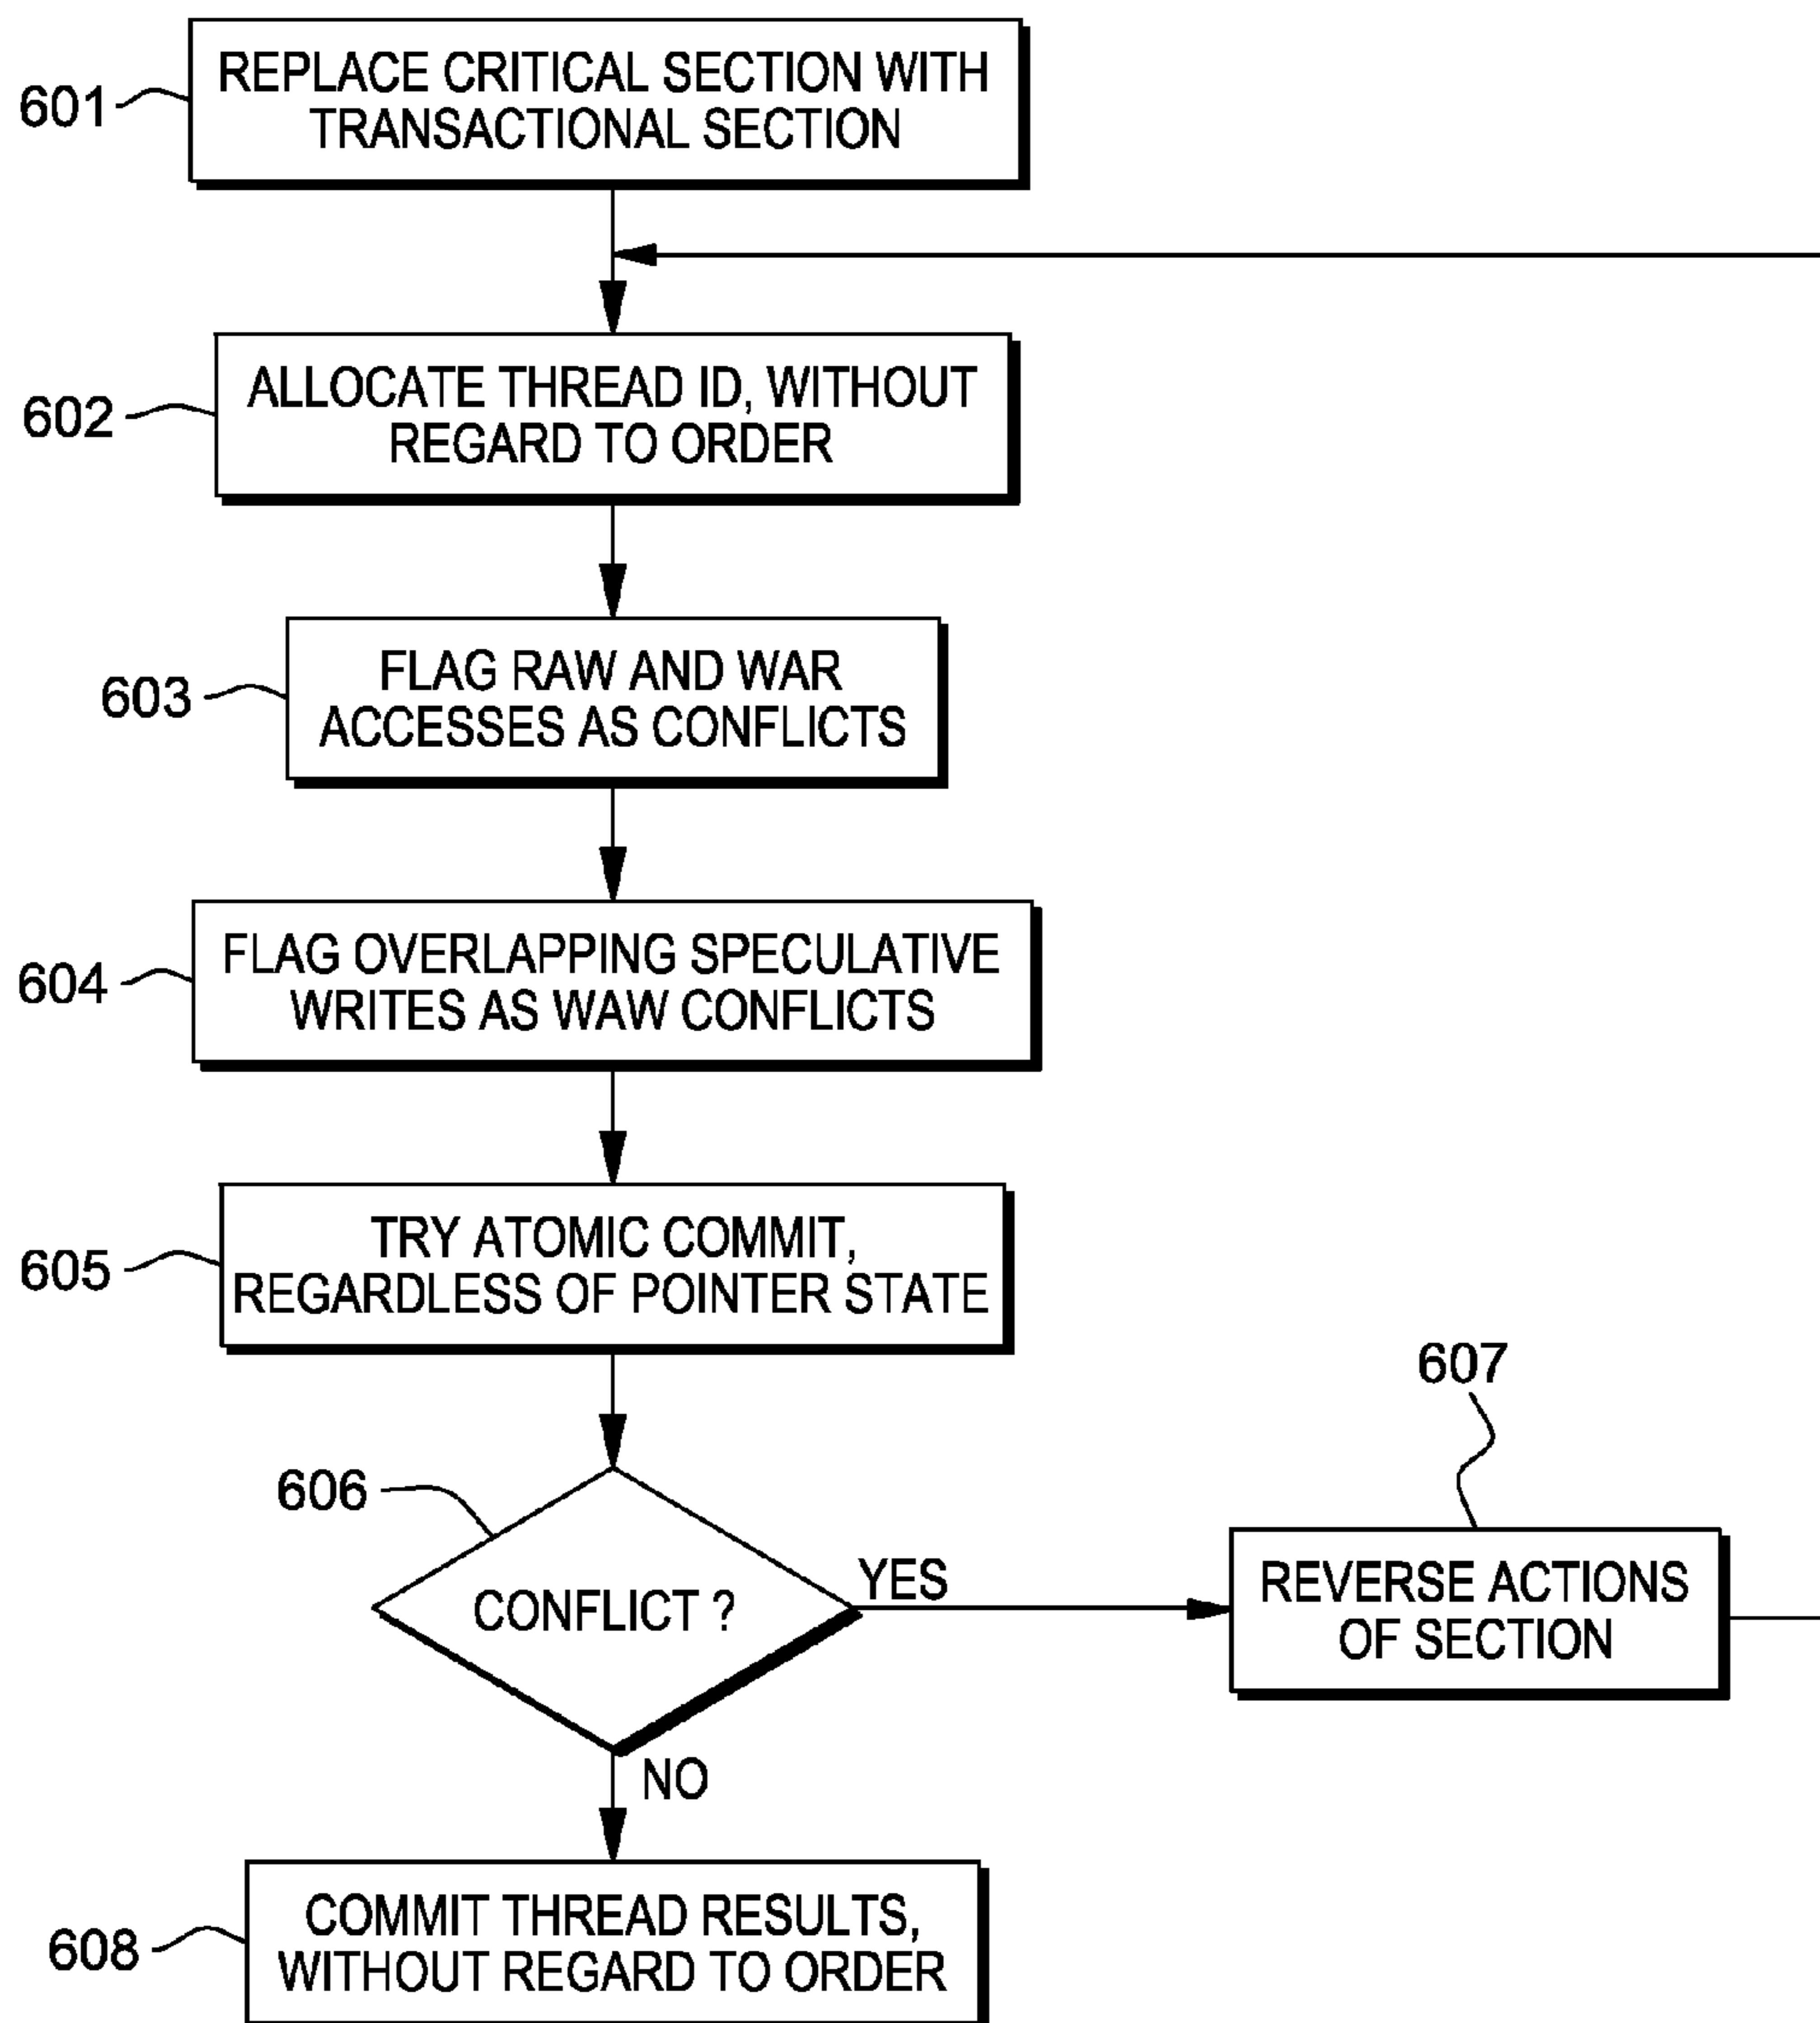 601
REPLACE CRITICAL SECTION WITH
TRANSACTIONAL SECTION
602
ALLOCATE THREAD ID, WITHOUT
REGARD TO ORDER
603
FLAG RAW AND WAR
ACCESSES AS CONFLICTS
604
FLAG OVERLAPPING SPECULATIVE
WRITES AS WAW CONFLICTS
605
TRY ATOMIC COMMIT,
REGARDLESS OF POINTER STATE
606
CONFLICT ?
YES
607
REVERSE ACTIONS
OF SECTION
NO
608
COMMIT THREAD RESULTS,
WITHOUT REGARD TO ORDER